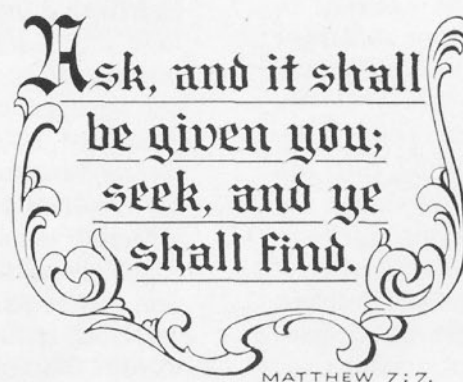 Ask, and it shall
be given you;
seek, and ye
shall find.
MATTHEW 7:7.